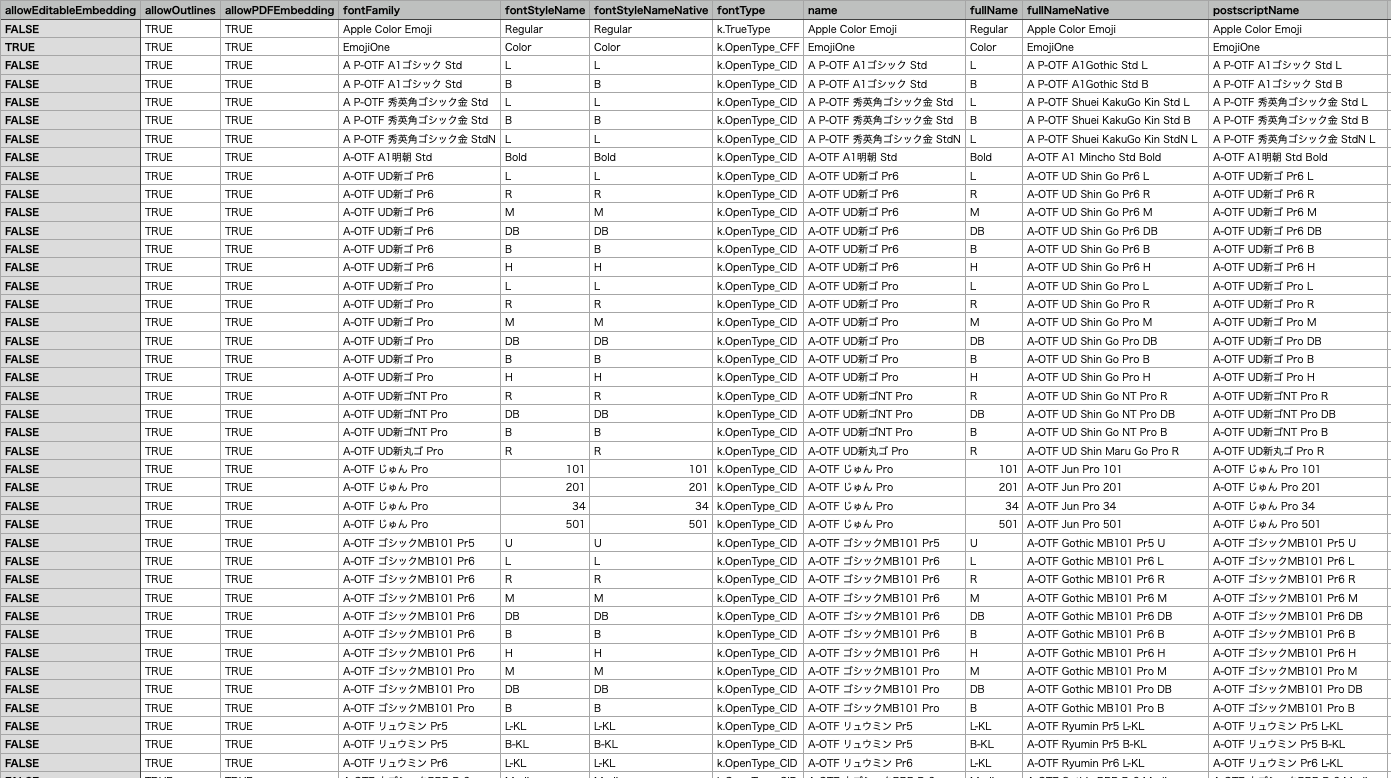 allowEditableEmbedding allowOutlines allowPDFEmbedding fontFamily fontStyleName fontStyleNameNative fontType name fullName fullNameNative postscriptName
FALSE TRUE TRUE Apple Color Emoji Regular Regular k.TrueType Apple Color Emoji Regular Apple Color Emoji Apple Color Emoji
TRUE TRUE TRUE EmojiOne Color Color k.OpenType_CFF EmojiOne Color EmojiOne EmojiOne
FALSE TRUE TRUE A P-OTF A1ゴシック Std L L k.OpenType_CID A P-OTF A1ゴシック Std L A P-OTF A1Gothic Std L A P-OTF A1ゴシック Std L
FALSE TRUE TRUE A P-OTF A1ゴシック Std B B k.OpenType_CID A P-OTF A1ゴシック Std B A P-OTF A1Gothic Std B A P-OTF A1ゴシック Std B
FALSE TRUE TRUE A P-OTF 秀英角ゴシック金 Std L L k.OpenType_CID A P-OTF 秀英角ゴシック金 Std L A P-OTF Shuei KakuGo Kin Std L A P-OTF 秀英角ゴシック金 Std L
FALSE TRUE TRUE A P-OTF 秀英角ゴシック金 Std B B k.OpenType_CID A P-OTF 秀英角ゴシック金 Std B A P-OTF Shuei KakuGo Kin Std B A P-OTF 秀英角ゴシック金 Std B
FALSE TRUE TRUE A P-OTF 秀英角ゴシック金 StdN L L k.OpenType_CID A P-OTF 秀英角ゴシック金 StdN L A P-OTF Shuei KakuGo Kin StdN L A P-OTF 秀英角ゴシック金 StdN L
FALSE TRUE TRUE A-OTF A1明朝 Std Bold Bold k.OpenType_CID A-OTF A1明朝 Std Bold A-OTF A1 Mincho Std Bold A-OTF A1明朝 Std Bold
FALSE TRUE TRUE A-OTF UD新ゴ Pr6 L L k.OpenType_CID A-OTF UD新ゴ Pr6 L A-OTF UD Shin Go Pr6 L A-OTF UD新ゴ Pr6 L
FALSE TRUE TRUE A-OTF UD新ゴ Pr6 R R k.OpenType_CID A-OTF UD新ゴ Pr6 R A-OTF UD Shin Go Pr6 R A-OTF UD新ゴ Pr6 R
FALSE TRUE TRUE A-OTF UD新ゴ Pr6 M M k.OpenType_CID A-OTF UD新ゴ Pr6 M A-OTF UD Shin Go Pr6 M A-OTF UD新ゴ Pr6 M
FALSE TRUE TRUE A-OTF UD新ゴ Pr6 DB DB k.OpenType_CID A-OTF UD新ゴ Pr6 DB A-OTF UD Shin Go Pr6 DB A-OTF UD新ゴ Pr6 DB
FALSE TRUE TRUE A-OTF UD新ゴ Pr6 B B k.OpenType_CID A-OTF UD新ゴ Pr6 B A-OTF UD Shin Go Pr6 B A-OTF UD新ゴ Pr6 B
FALSE TRUE TRUE A-OTF UD新ゴ Pr6 H H k.OpenType_CID A-OTF UD新ゴ Pr6 H A-OTF UD Shin Go Pr6 H A-OTF UD新ゴ Pr6 H
FALSE TRUE TRUE A-OTF UD新ゴ Pro L L k.OpenType_CID A-OTF UD新ゴ Pro L A-OTF UD Shin Go Pro L A-OTF UD新ゴ Pro L
FALSE TRUE TRUE A-OTF UD新ゴ Pro R R k.OpenType_CID A-OTF UD新ゴ Pro R A-OTF UD Shin Go Pro R A-OTF UD新ゴ Pro R
FALSE TRUE TRUE A-OTF UD新ゴ Pro M M k.OpenType_CID A-OTF UD新ゴ Pro M A-OTF UD Shin Go Pro M A-OTF UD新ゴ Pro M
FALSE TRUE TRUE A-OTF UD新ゴ Pro DB DB k.OpenType_CID A-OTF UD新ゴ Pro DB A-OTF UD Shin Go Pro DB A-OTF UD新ゴ Pro DB
FALSE TRUE TRUE A-OTF UD新ゴ Pro B B k.OpenType_CID A-OTF UD新ゴ Pro B A-OTF UD Shin Go Pro B A-OTF UD新ゴ Pro B
FALSE TRUE TRUE A-OTF UD新ゴ Pro H H k.OpenType_CID A-OTF UD新ゴ Pro H A-OTF UD Shin Go Pro H A-OTF UD新ゴ Pro H
FALSE TRUE TRUE A-OTF UD新ゴNT Pro R R k.OpenType_CID A-OTF UD新ゴNT Pro R A-OTF UD Shin Go NT Pro R A-OTF UD新ゴNT Pro R
FALSE TRUE TRUE A-OTF UD新ゴNT Pro DB DB k.OpenType_CID A-OTF UD新ゴNT Pro DB A-OTF UD Shin Go NT Pro DB A-OTF UD新ゴNT Pro DB
FALSE TRUE TRUE A-OTF UD新ゴNT Pro B B k.OpenType_CID A-OTF UD新ゴNT Pro B A-OTF UD Shin Go NT Pro B A-OTF UD新ゴNT Pro B
FALSE TRUE TRUE A-OTF UD新丸ゴ Pro R R k.OpenType_CID A-OTF UD新丸ゴ Pro R A-OTF UD Shin Maru Go Pro R A-OTF UD新丸ゴ Pro R
FALSE TRUE TRUE A-OTF じゅん Pro 101 101 k.OpenType_CID A-OTF じゅん Pro 101 A-OTF Jun Pro 101 A-OTF じゅん Pro 101
FALSE TRUE TRUE A-OTF じゅん Pro 201 201 k.OpenType_CID A-OTF じゅん Pro 201 A-OTF Jun Pro 201 A-OTF じゅん Pro 201
FALSE TRUE TRUE A-OTF じゅん Pro 34 34 k.OpenType_CID A-OTF じゅん Pro 34 A-OTF Jun Pro 34 A-OTF じゅん Pro 34
FALSE TRUE TRUE A-OTF じゅん Pro 501 501 k.OpenType_CID A-OTF じゅん Pro 501 A-OTF Jun Pro 501 A-OTF じゅん Pro 501
FALSE TRUE TRUE A-OTF ゴシックMB101 Pr5 U U k.OpenType_CID A-OTF ゴシックMB101 Pr5 U A-OTF Gothic MB101 Pr5 U A-OTF ゴシックMB101 Pr5 U
FALSE TRUE TRUE A-OTF ゴシックMB101 Pr6 L L k.OpenType_CID A-OTF ゴシックMB101 Pr6 L A-OTF Gothic MB101 Pr6 L A-OTF ゴシックMB101 Pr6 L
FALSE TRUE TRUE A-OTF ゴシックMB101 Pr6 R R k.OpenType_CID A-OTF ゴシックMB101 Pr6 R A-OTF Gothic MB101 Pr6 R A-OTF ゴシックMB101 Pr6 R
FALSE TRUE TRUE A-OTF ゴシックMB101 Pr6 M M k.OpenType_CID A-OTF ゴシックMB101 Pr6 M A-OTF Gothic MB101 Pr6 M A-OTF ゴシックMB101 Pr6 M
FALSE TRUE TRUE A-OTF ゴシックMB101 Pr6 DB DB k.OpenType_CID A-OTF ゴシックMB101 Pr6 DB A-OTF Gothic MB101 Pr6 DB A-OTF ゴシックMB101 Pr6 DB
FALSE TRUE TRUE A-OTF ゴシックMB101 Pr6 B B k.OpenType_CID A-OTF ゴシックMB101 Pr6 B A-OTF Gothic MB101 Pr6 B A-OTF ゴシックMB101 Pr6 B
FALSE TRUE TRUE A-OTF ゴシックMB101 Pr6 H H k.OpenType_CID A-OTF ゴシックMB101 Pr6 H A-OTF Gothic MB101 Pr6 H A-OTF ゴシックMB101 Pr6 H
FALSE TRUE TRUE A-OTF ゴシックMB101 Pro M M k.OpenType_CID A-OTF ゴシックMB101 Pro M A-OTF Gothic MB101 Pro M A-OTF ゴシックMB101 Pro M
FALSE TRUE TRUE A-OTF ゴシックMB101 Pro DB DB k.OpenType_CID A-OTF ゴシックMB101 Pro DB A-OTF Gothic MB101 Pro DB A-OTF ゴシックMB101 Pro DB
FALSE TRUE TRUE A-OTF ゴシックMB101 Pro B B k.OpenType_CID A-OTF ゴシックMB101 Pro B A-OTF Gothic MB101 Pro B A-OTF ゴシックMB101 Pro B
FALSE TRUE TRUE A-OTF リュウミン Pr5 L-KL L-KL k.OpenType_CID A-OTF リュウミン Pr5 L-KL A-OTF Ryumin Pr5 L-KL A-OTF リュウミン Pr5 L-KL
FALSE TRUE TRUE A-OTF リュウミン Pr5 B-KL B-KL k.OpenType_CID A-OTF リュウミン Pr5 B-KL A-OTF Ryumin Pr5 B-KL A-OTF リュウミン Pr5 B-KL
FALSE TRUE TRUE A-OTF リュウミン Pr6 L-KL L-KL k.OpenType_CID A-OTF リュウミン Pr6 L-KL A-OTF Ryumin Pr6 L-KL A-OTF リュウミン Pr6 L-KL